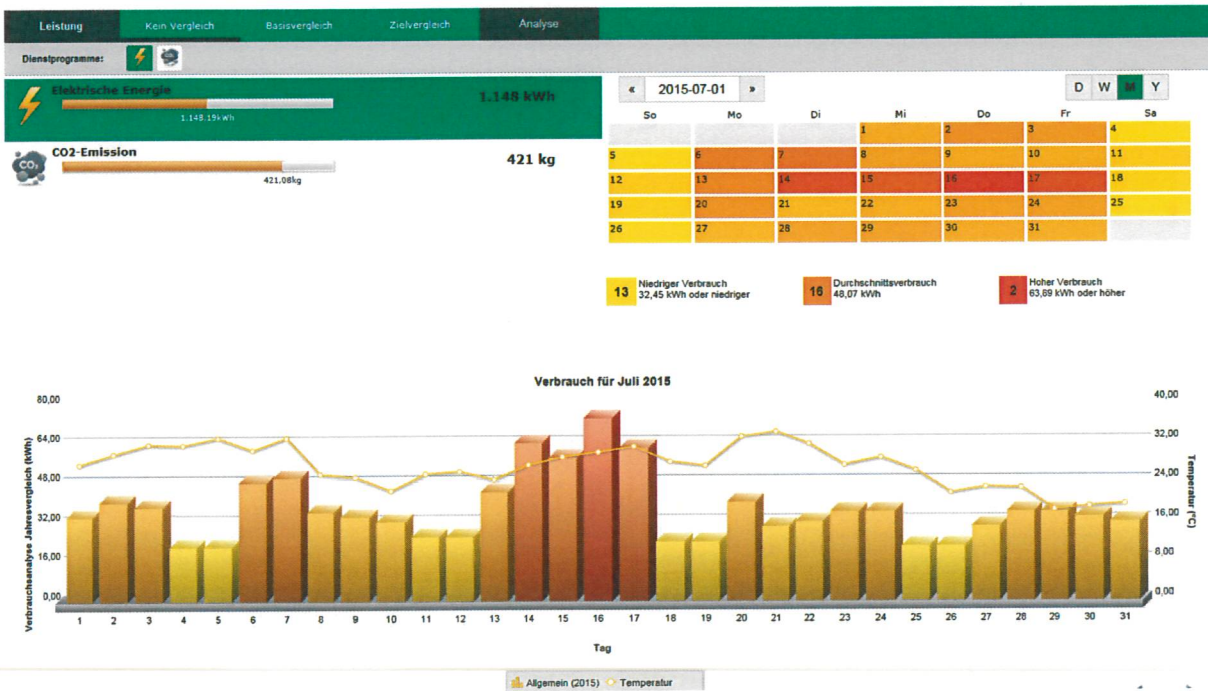 Leistung Kein Vergleich Basisvergleich Zielvergleich Analyse
Dienstprogramme:
Elektrische Energie 1.148 kWh
1.148.19kWh
CO2-Emission 421 kg
CO₂
421.08kg
« 2015-07-01 » D W M Y
So Mo Di Mi Do Fr Sa
1 2 3 4
5 6 7 8 9 10 11
12 13 14 15 16 17 18
19 20 21 22 23 24 25
26 27 28 29 30 31
13 Niedriger Verbrauch
32,45 kWh oder niedriger
16 Durchschnittsverbrauch
48,07 kWh
2 Hoher Verbrauch
63,89 kWh oder höher
Verbrauch für Juli 2015
Verbrauchsanalyse Jahresvergleich (kWh)
80,00
64,00
48,00
32,00
16,00
0,00
40,00
32,00
24,00
16,00
8,00
0,00
Temperatur (°C)
1 2 3 4 5 6 7 8 9 10 11 12 13 14 15 16 17 18 19 20 21 22 23 24 25 26 27 28 29 30 31
Tag
Allgemein (2015) Temperatur